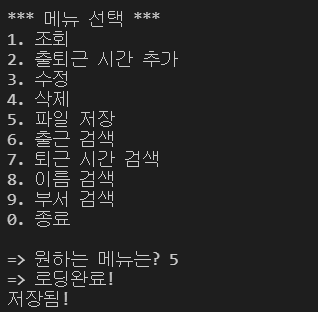 *** 메뉴 선택 ***
1. 조회
2. 출퇴근 시간 추가
3. 수정
4. 삭제
5. 파일 저장
6. 출근 검색
7. 퇴근 시간 검색
8. 이름 검색
9. 부서 검색
0. 종료
=> 원하는 메뉴는? 5
=> 로딩완료!
저장됨!